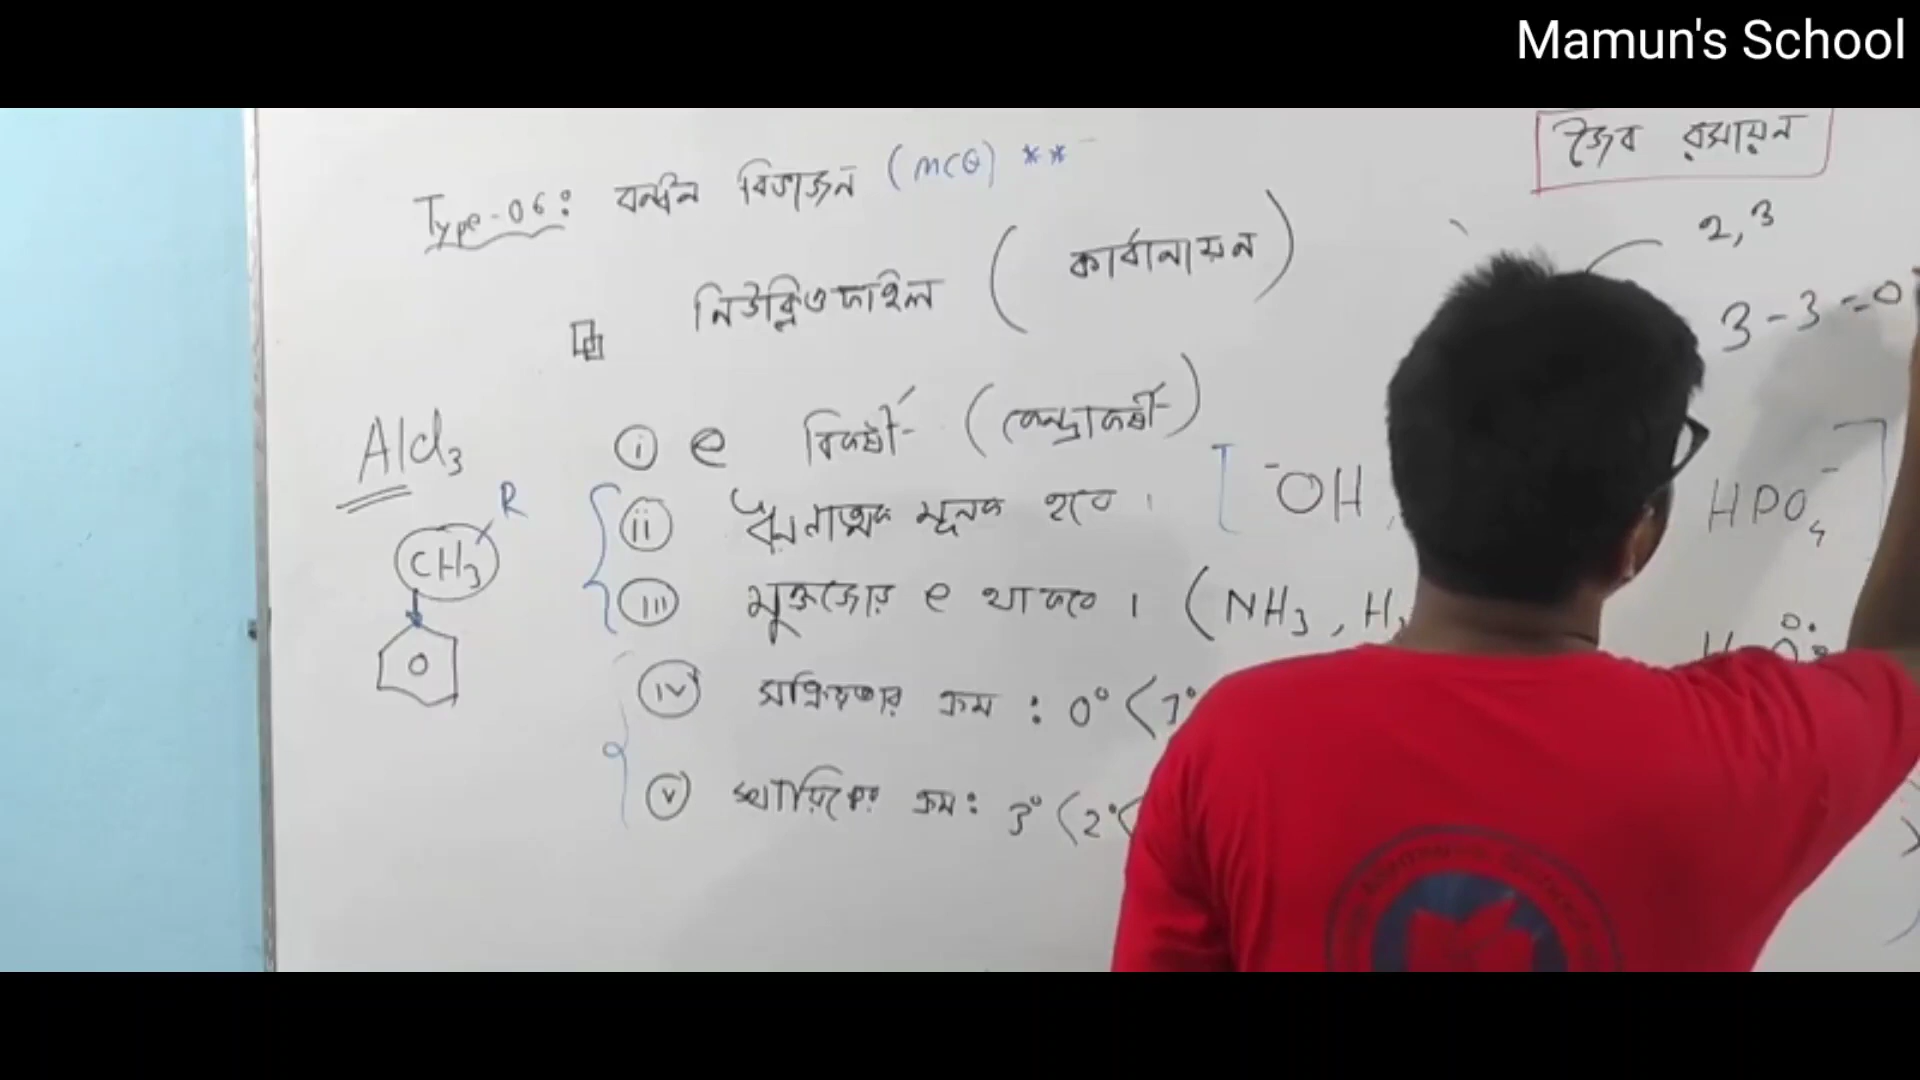 Mamun's School
জৈব রসায়ন
Type-06: বন্ধন বিভাজন (MCQ) **
2, 3
নিউক্লিওফাইল (কার্বানায়ন)
3 - 3 = 0
AlCl3
i e বিকর্ষী (কেন্দ্রাকর্ষী)
R
ii ঋণাত্মক মূলক হবে। [ -OH, HPO4- ]
CH3
iii মুক্তজোড় e থাকবে। (NH3, H
iv সক্রিয়তার ক্রম : 0° < 1°
v স্থায়িত্বের ক্রম : 3° < 2° <